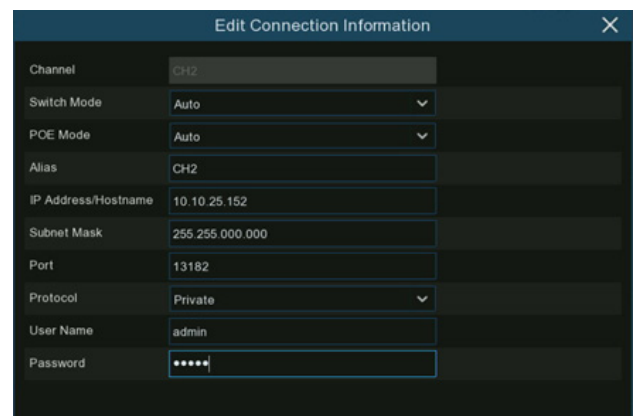 Edit Connection Information
Channel CH2
Switch Mode Auto
POE Mode Auto
Alias CH2
IP Address/Hostname 10.10.25.152
Subnet Mask 255.255.000.000
Port 13182
Protocol Private
User Name admin
Password •••••